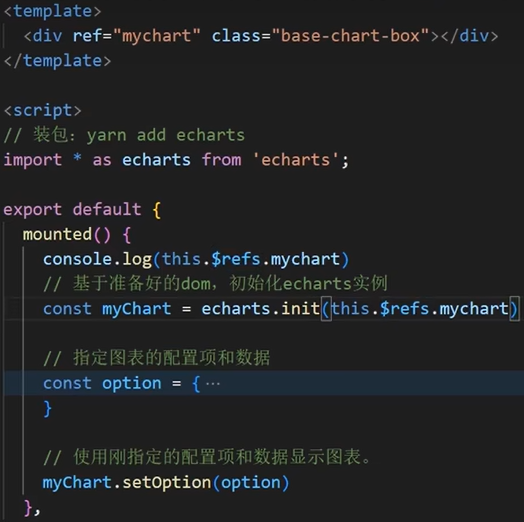 <template>
<div ref="mychart" class="base-chart-box"></div>
</template>
<script>
// 装包：yarn add echarts
import * as echarts from 'echarts';
export default {
mounted() {
console.log(this.$refs.mychart)
// 基于准备好的dom，初始化echarts实例
const myChart = echarts.init(this.$refs.mychart)
// 指定图表的配置项和数据
const option = {···
}
// 使用刚指定的配置项和数据显示图表。
myChart.setOption(option)
},